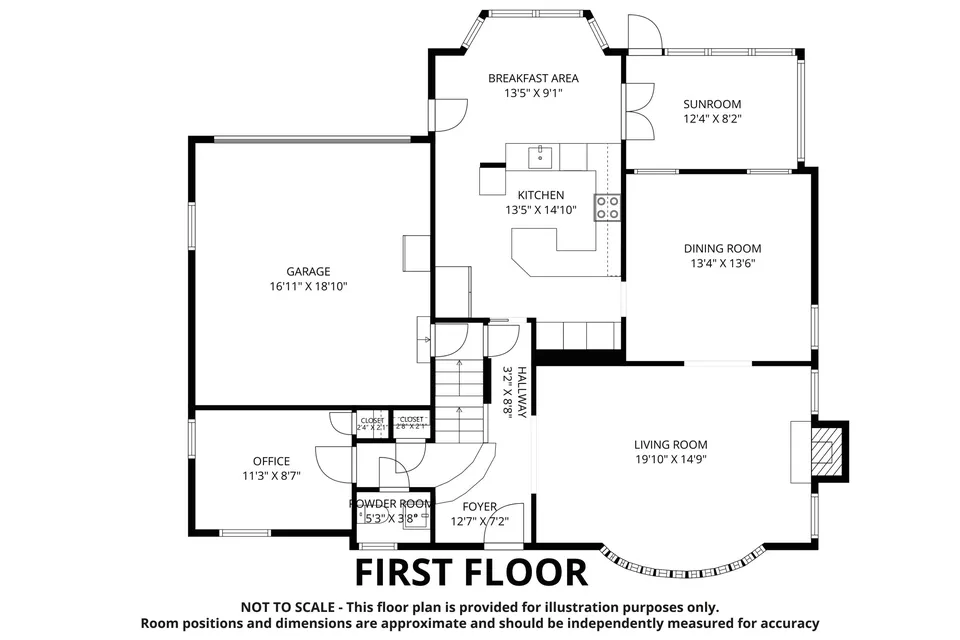 BREAKFAST AREA
13'5" X 9'1"
SUNROOM
12'4" X 8'2"
KITCHEN
13'5" X 14'10"
DINING ROOM
13'4" X 13'6"
GARAGE
16'11" X 18'10"
HALLWAY
3'2" X 8'8"
CLOSET
2'4" X 2'1"
CLOSET
2'8" X 2'1"
LIVING ROOM
19'10" X 14'9"
OFFICE
11'3" X 8'7"
POWDER ROOM
5'3" X 3'8"
FOYER
12'7" X 7'2"
FIRST FLOOR
NOT TO SCALE - This floor plan is provided for illustration purposes only.
Room positions and dimensions are approximate and should be independently measured for accuracy